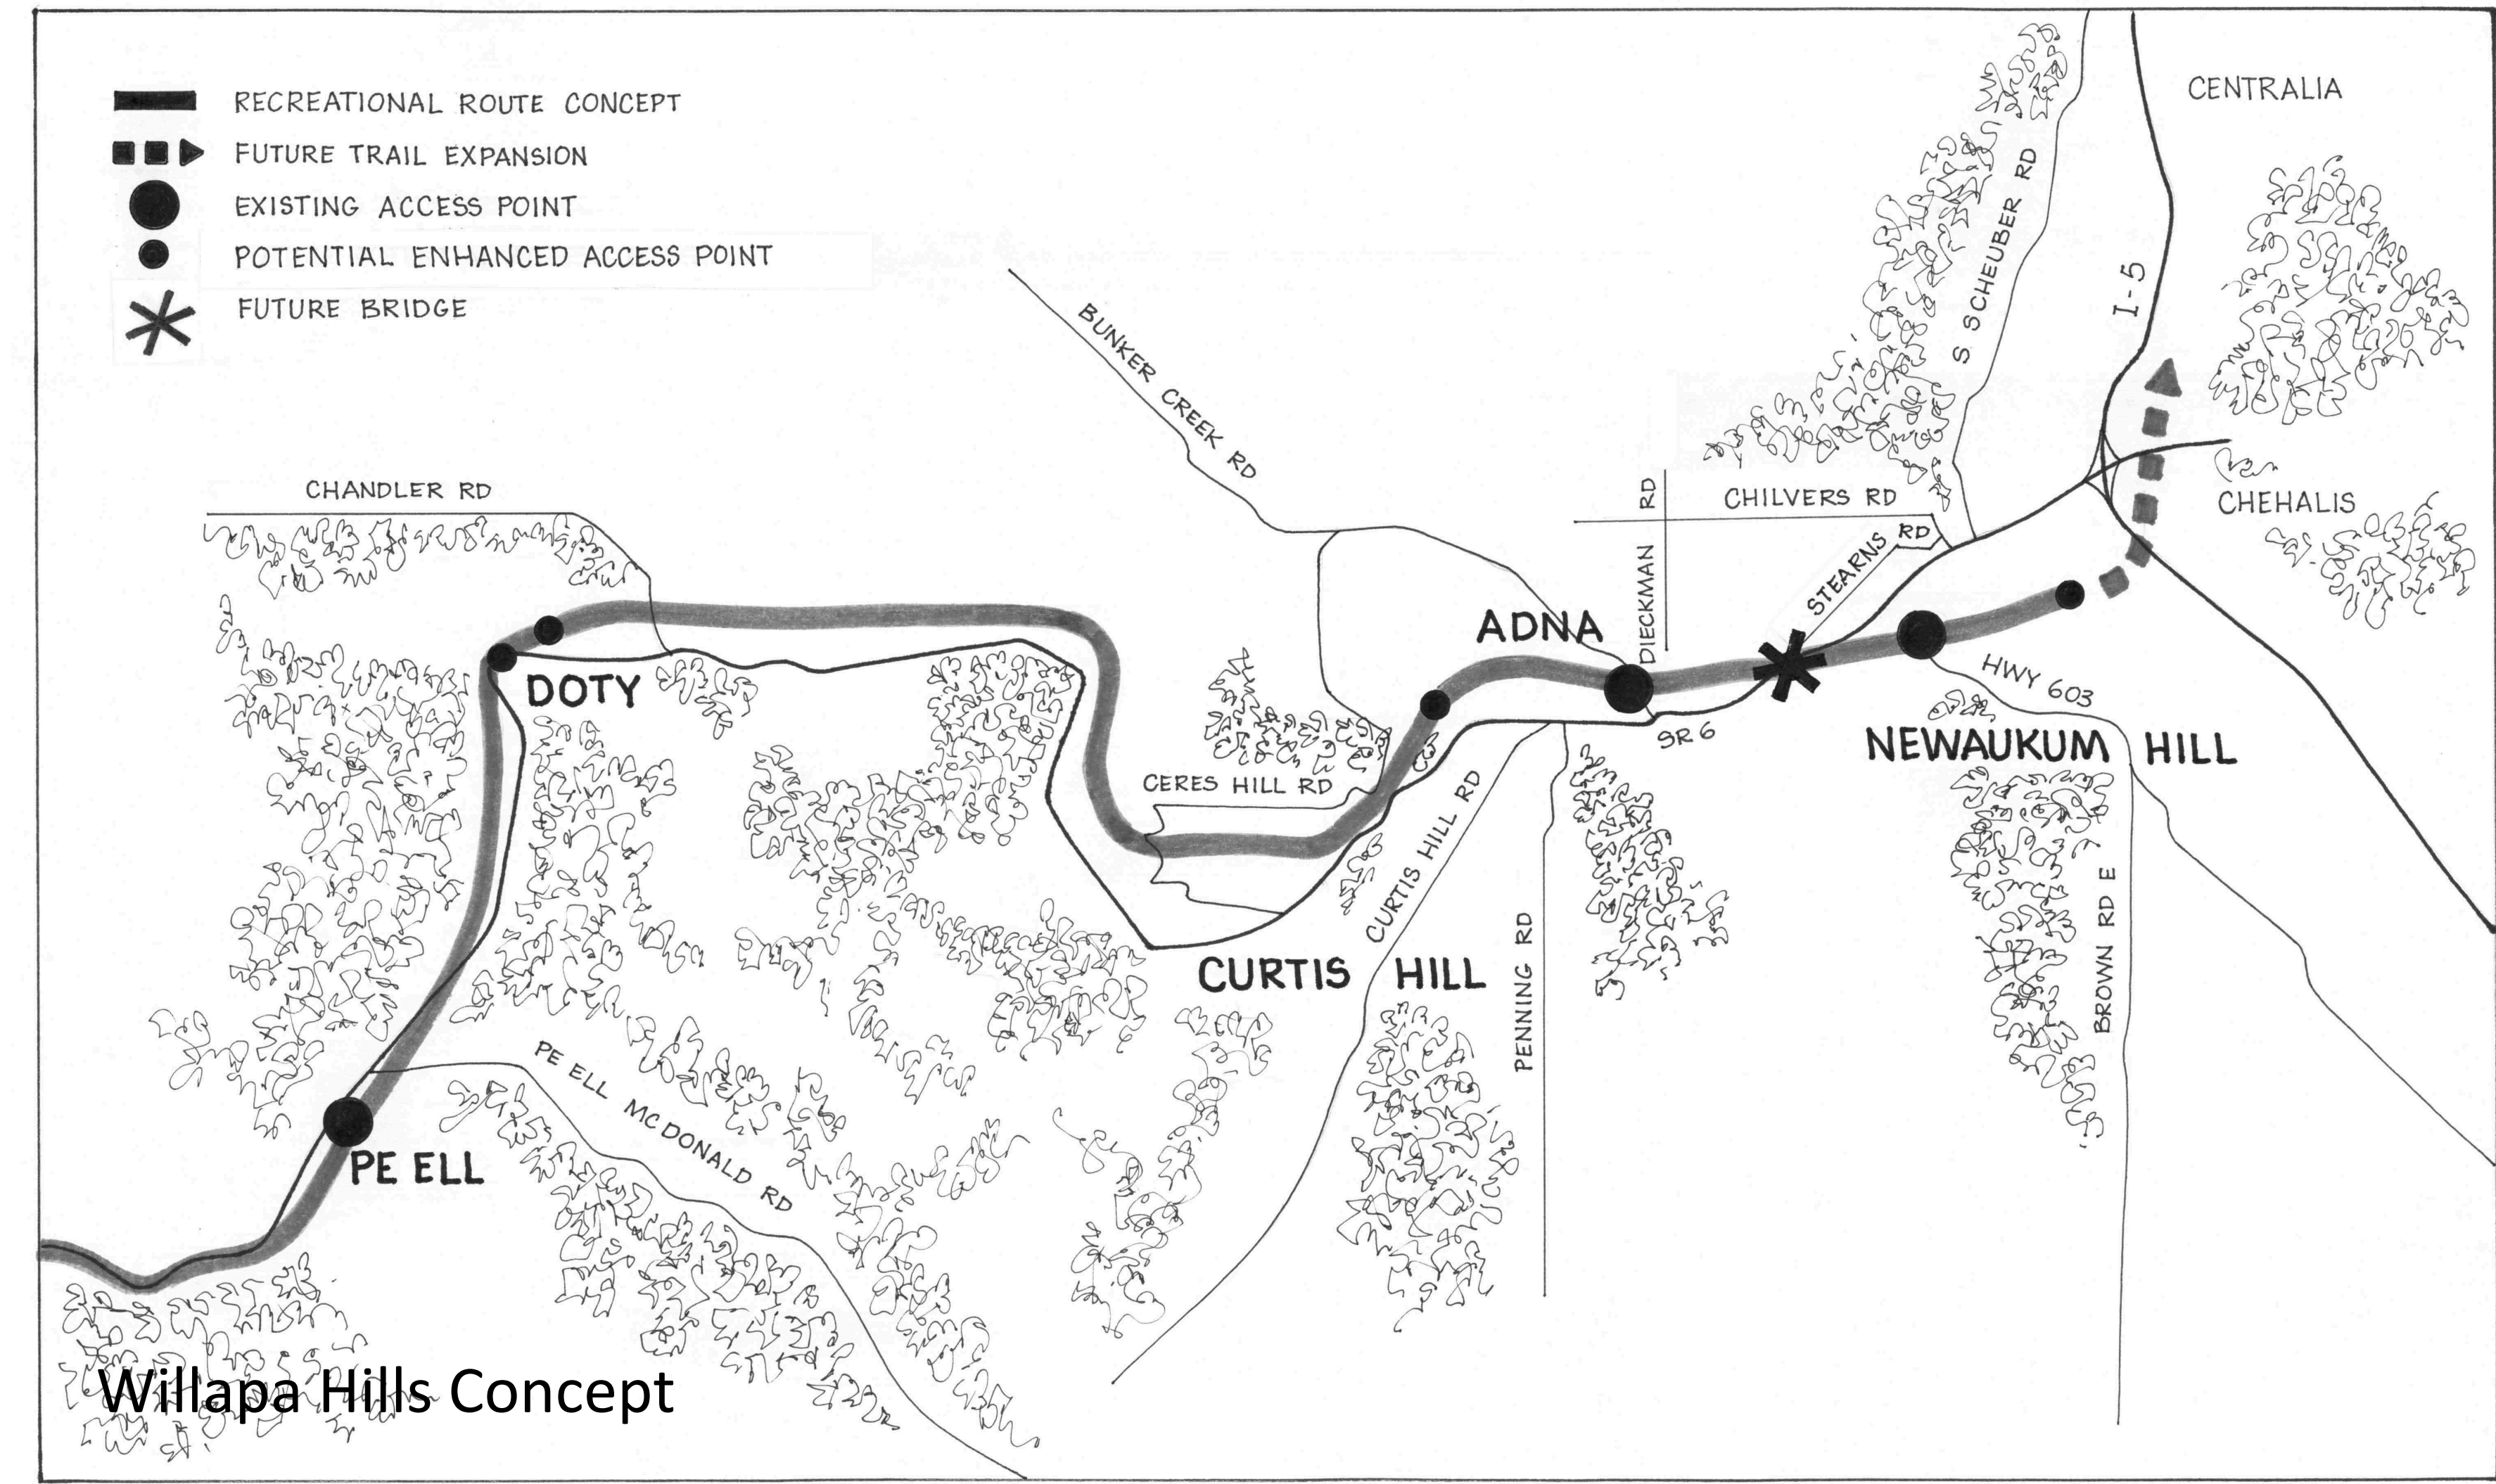 RECREATIONAL ROUTE CONCEPT
FUTURE TRAIL EXPANSION
EXISTING ACCESS POINT
POTENTIAL ENHANCED ACCESS POINT
FUTURE BRIDGE
CENTRALIA
S SCHEUBER RD
I-5
BUNKER CREEK RD
CHANDLER RD
CHILVERS RD
CHEHALIS
DIECKMAN RD
STEARNS RD
ADNA
HWY 603
DOTY
SR 6
NEWAUKUM HILL
CERES HILL RD
CURTIS HILL RD
CURTIS HILL
PENNING RD
BROWN RD E
PE ELL MCDONALD RD
PE ELL
Willapa Hills Concept